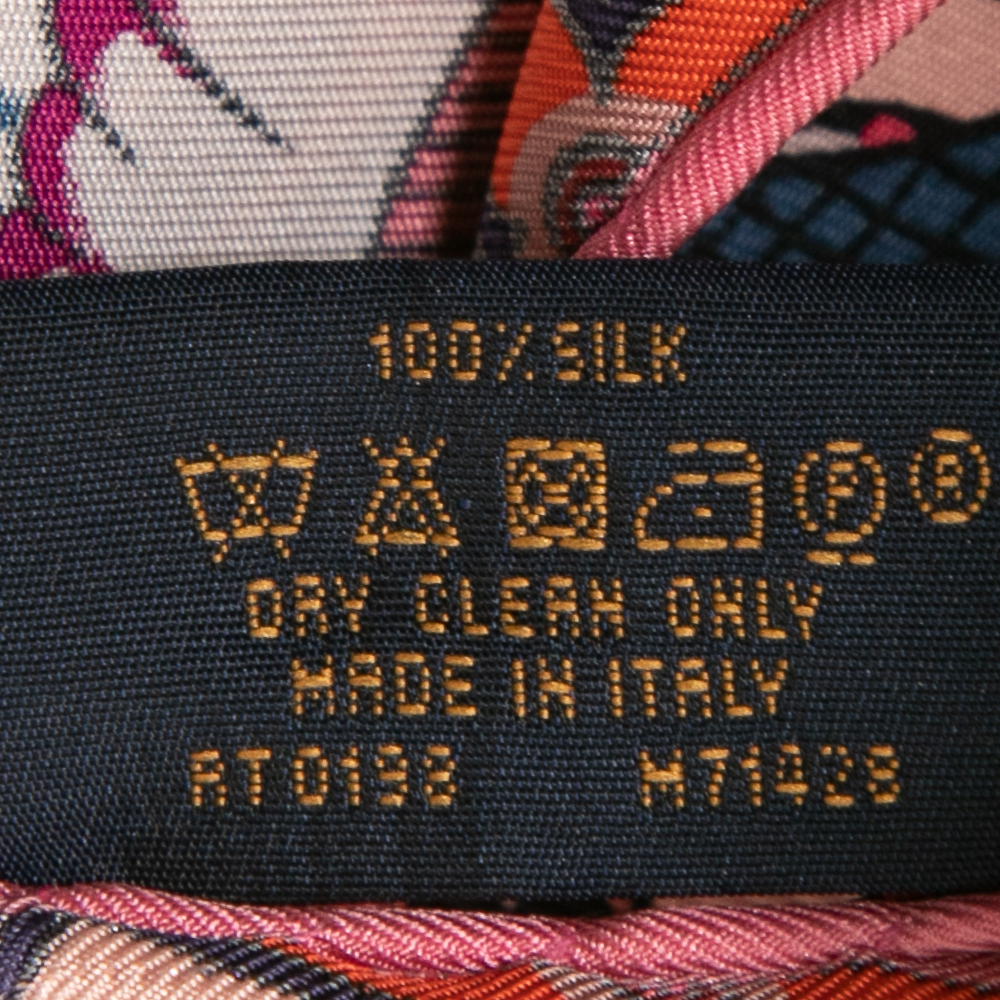 100% SILK
P ®
DRY CLEAN ONLY
MADE IN ITALY
RT0198 M71428